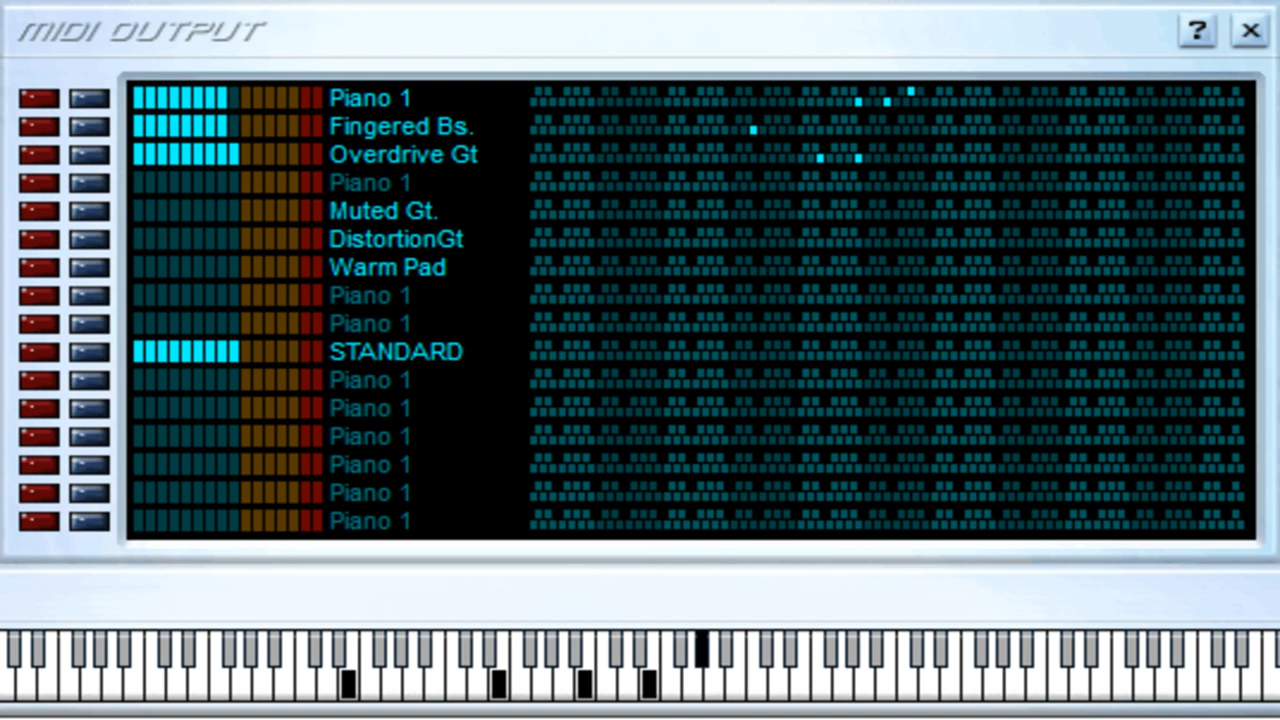 MIDI OUTPUT ? ×
Piano 1
Fingered Bs.
Overdrive Gt
Piano 1
Muted Gt.
DistortionGt
Warm Pad
Piano 1
Piano 1
STANDARD
Piano 1
Piano 1
Piano 1
Piano 1
Piano 1
Piano 1